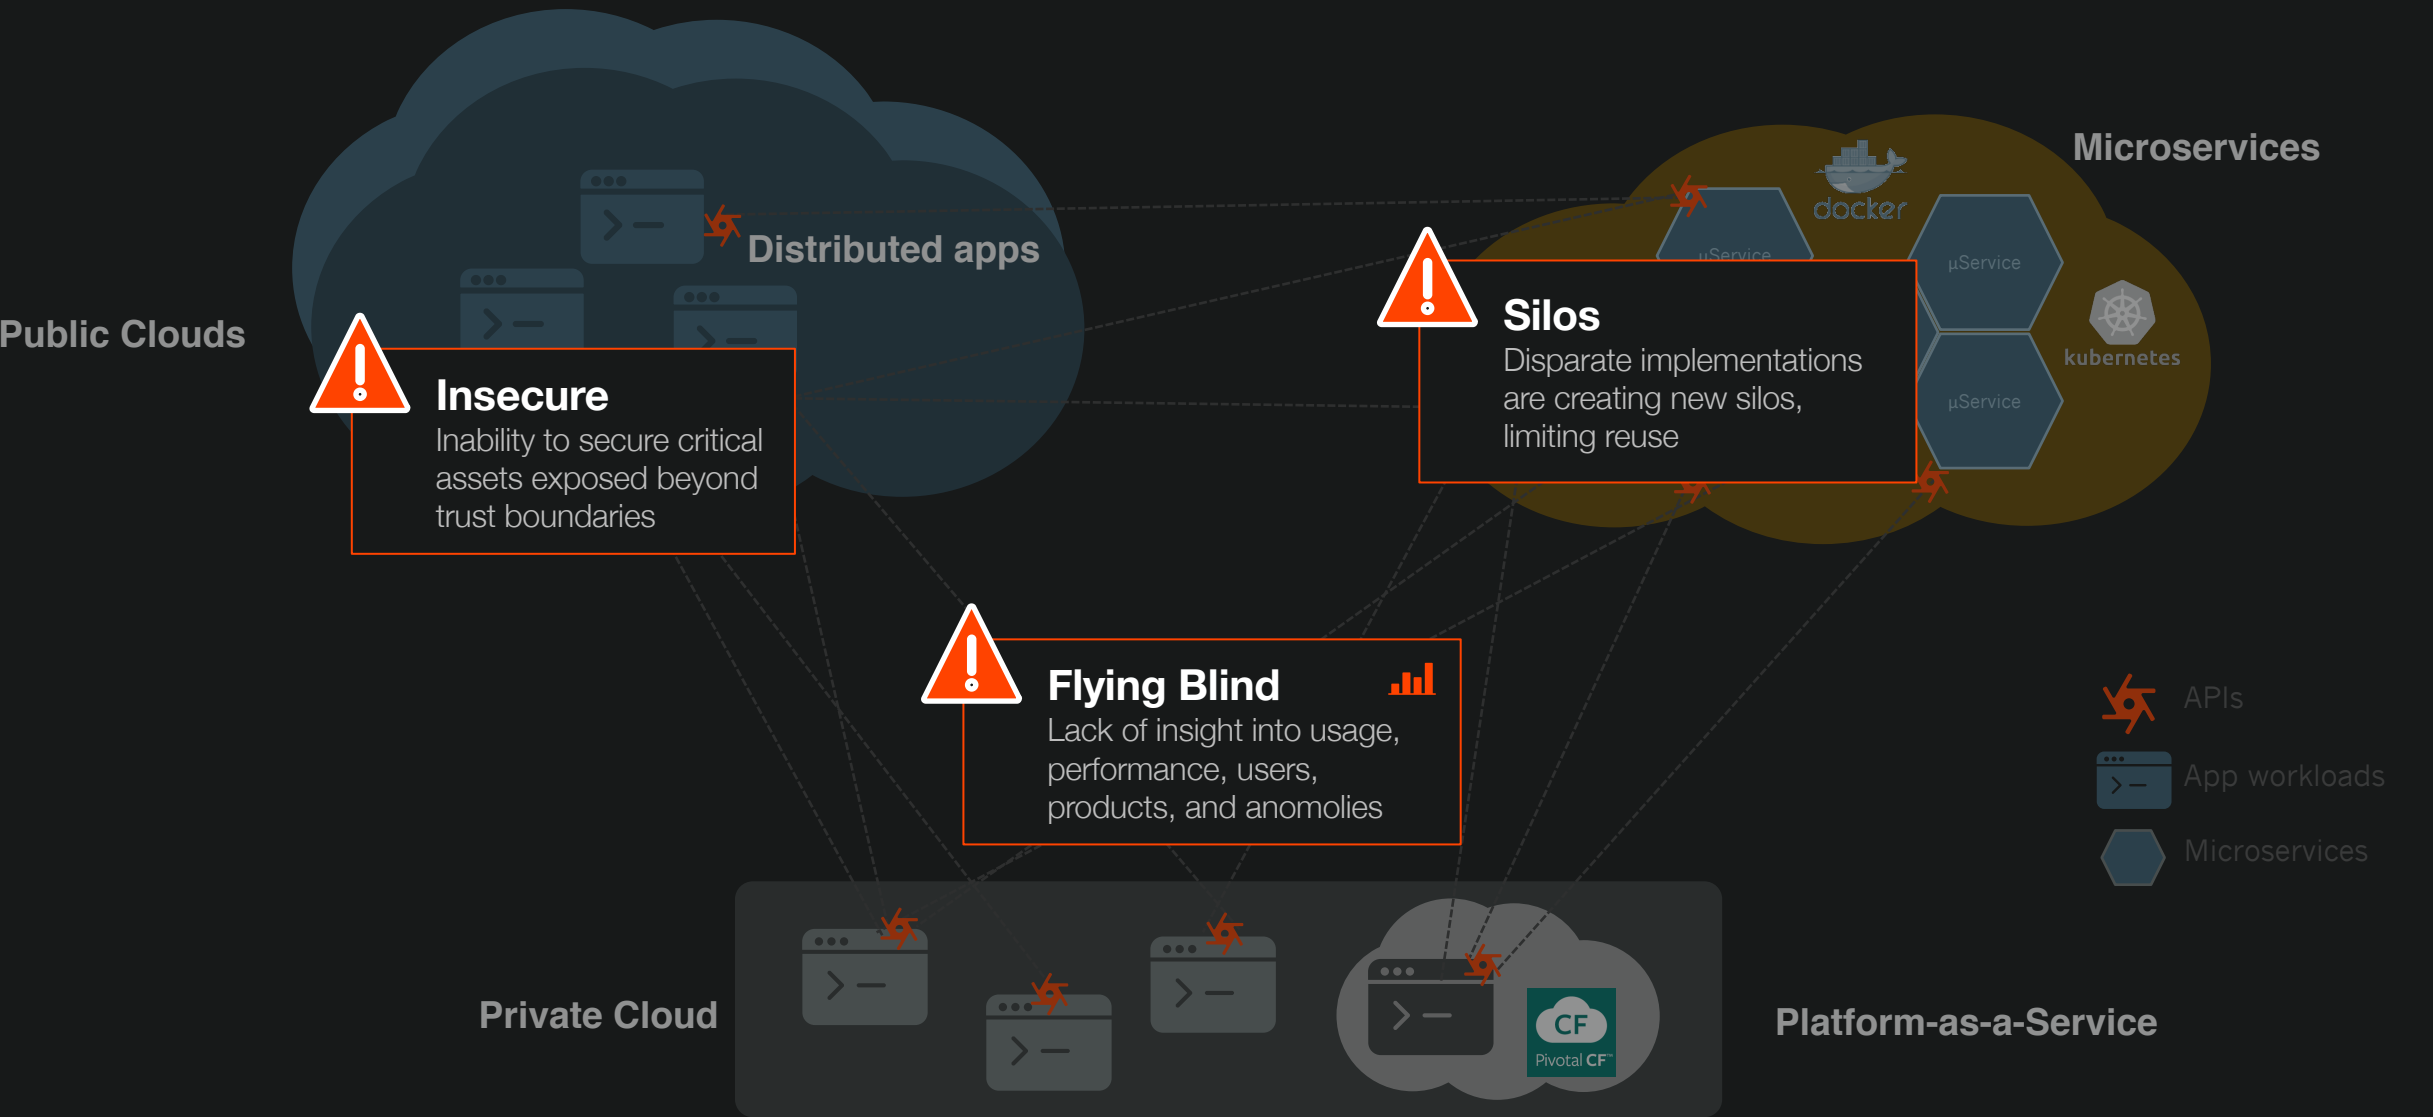 Microservices
docker
µService
µService
Distributed apps
Public Clouds
Silos
Disparate implementations
are creating new silos,
limiting reuse
kubernetes
Insecure
Inability to secure critical
assets exposed beyond
trust boundaries
µService
Flying Blind
Lack of insight into usage,
performance, users,
products, and anomolies
APIs
App workloads
Microservices
Private Cloud
CF
Pivotal CF™
Platform-as-a-Service